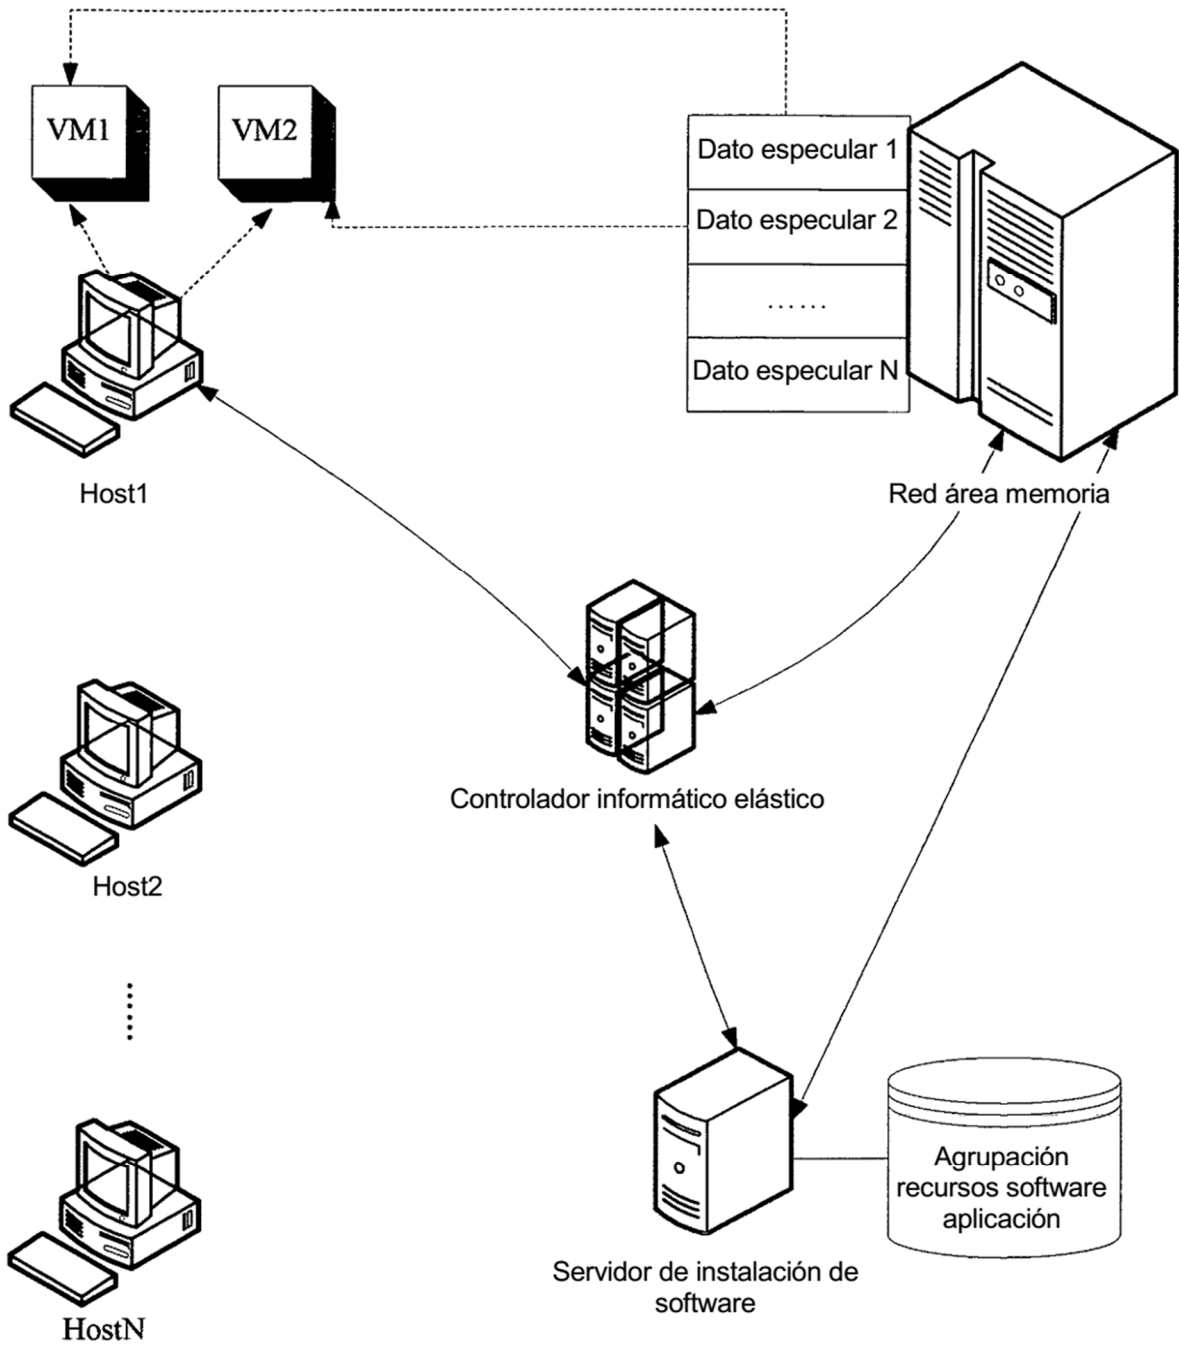 VM1
VM2
Dato especular 1
Dato especular 2
......
Dato especular N
Host1
Red área memoria
Controlador informático elástico
Host2
......
Agrupación
recursos software
aplicación
Servidor de instalación de
software
HostN